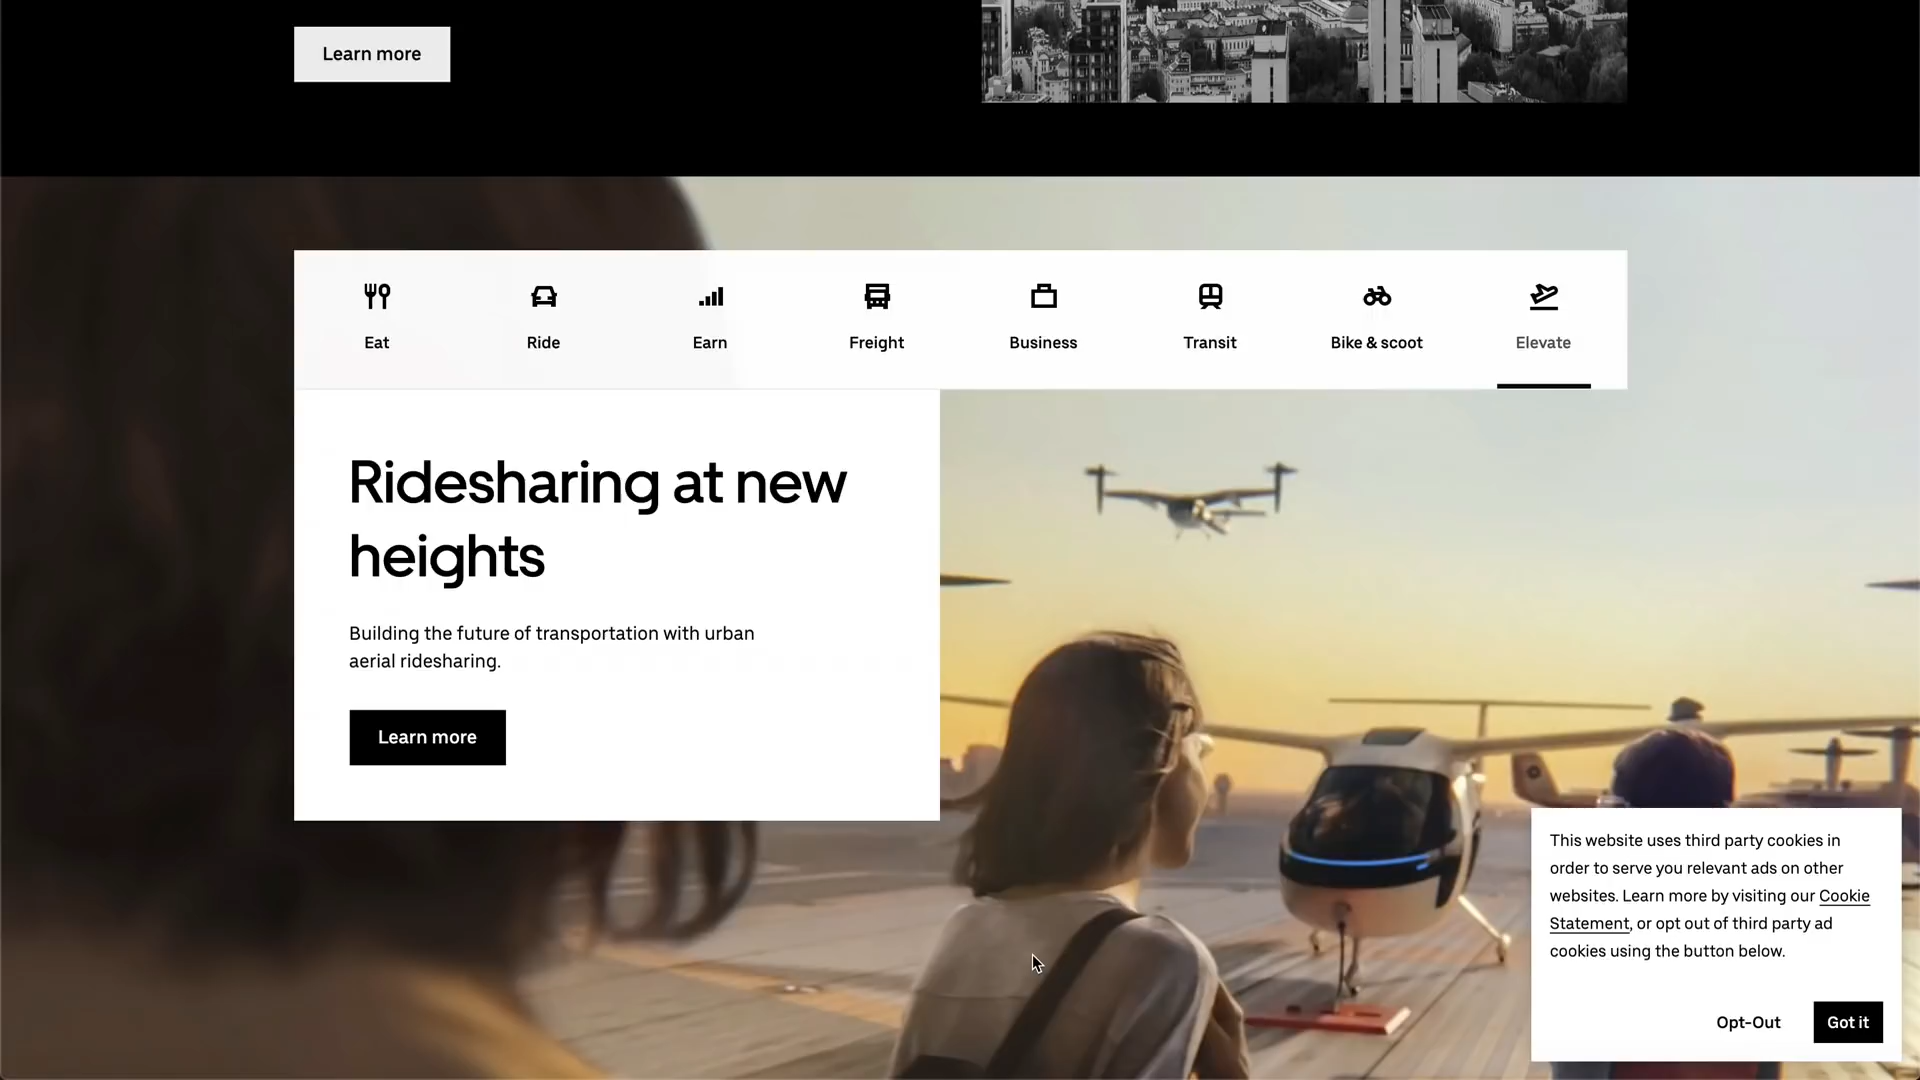 Learn more
Eat
Ride
Earn
Freight
Business
Transit
Bike & scoot
Elevate
Ridesharing at new
heights
Building the future of transportation with urban
aerial ridesharing.
Learn more
This website uses third party cookies in
order to serve you relevant ads on other
websites. Learn more by visiting our Cookie
Statement, or opt out of third party ad
cookies using the button below.
Opt-Out
Got it